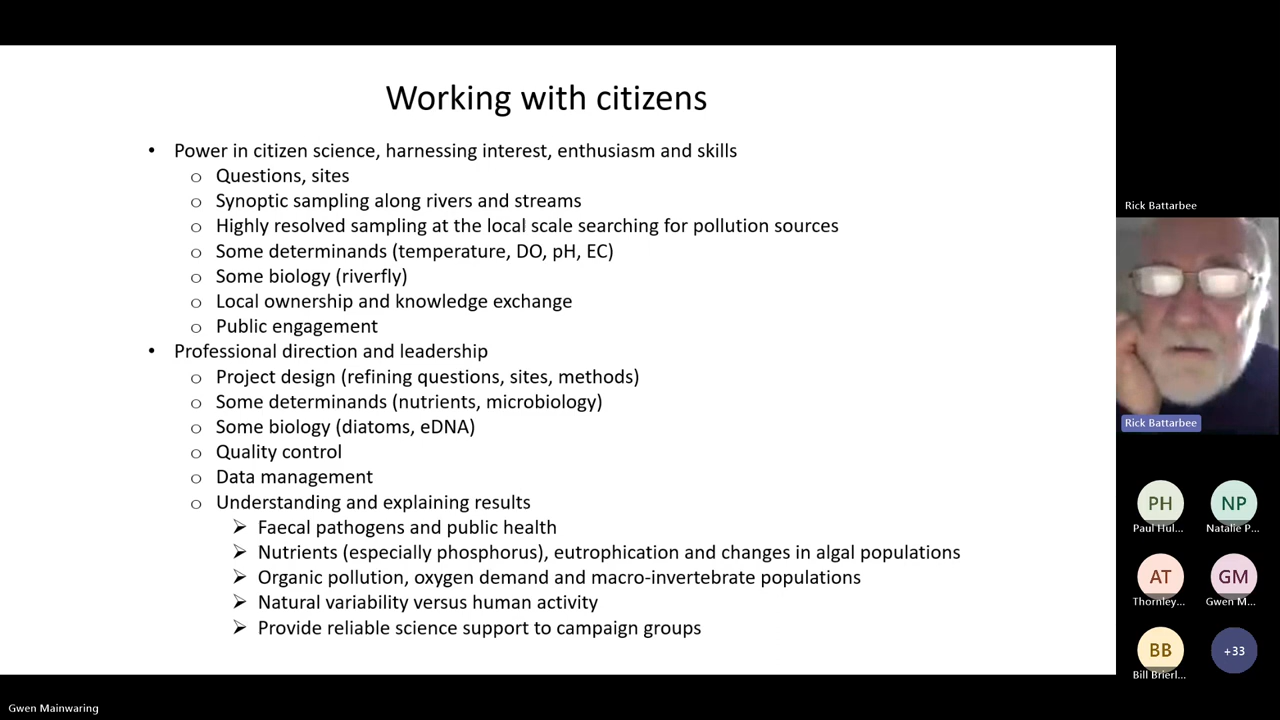 Working with citizens
• Power in citizen science, harnessing interest, enthusiasm and skills
o Questions, sites
o Synoptic sampling along rivers and streams
o Highly resolved sampling at the local scale searching for pollution sources
o Some determinands (temperature, DO, pH, EC)
o Some biology (riverfly)
o Local ownership and knowledge exchange
o Public engagement
• Professional direction and leadership
o Project design (refining questions, sites, methods)
o Some determinands (nutrients, microbiology)
o Some biology (diatoms, eDNA)
o Quality control
o Data management
o Understanding and explaining results
➢ Faecal pathogens and public health
➢ Nutrients (especially phosphorus), eutrophication and changes in algal populations
➢ Organic pollution, oxygen demand and macro-invertebrate populations
➢ Natural variability versus human activity
➢ Provide reliable science support to campaign groups
Rick Battarbee
Rick Battarbee
PH
NP
Paul Hul...
Natalie P...
AT
GM
Thornley...
Gwen M...
BB
+33
Bill Brierl...
Gwen Mainwaring